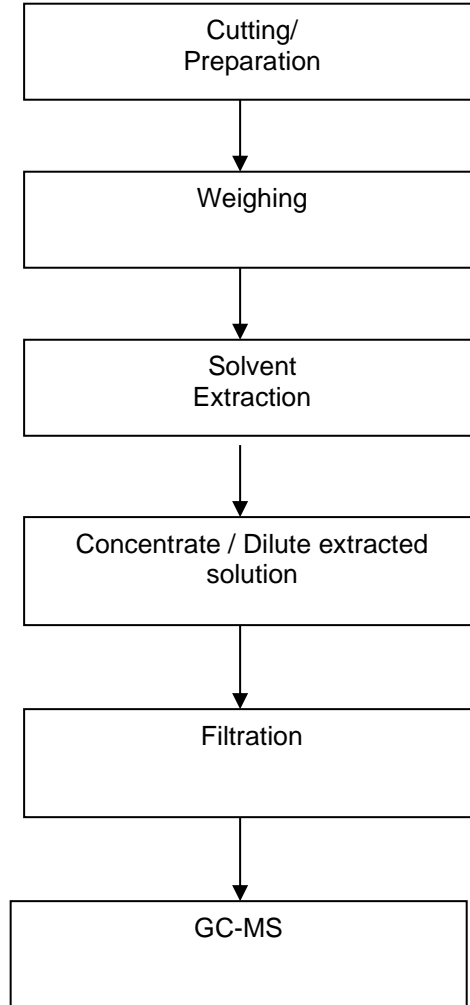 Cutting/
Preparation
Weighing
Solvent
Extraction
Concentrate / Dilute extracted
solution
Filtration
GC-MS